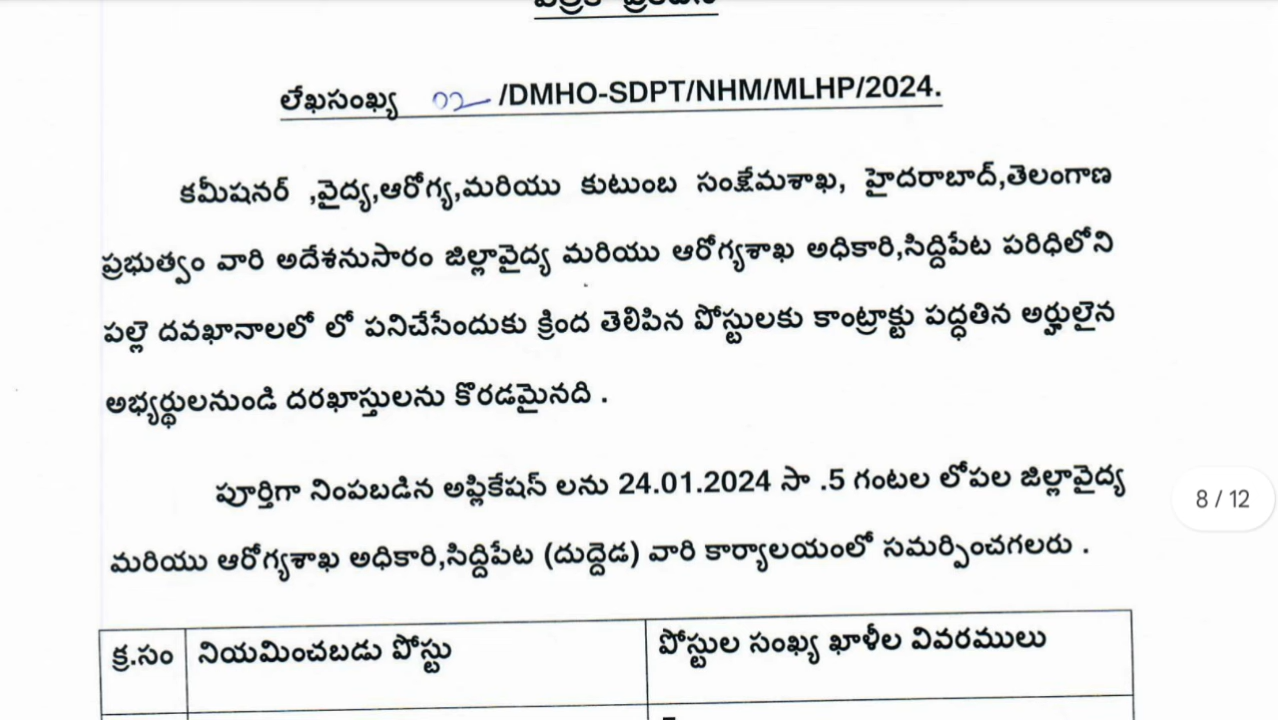 లేఖసంఖ్య 02 /DMHO-SDPT/NHM/MLHP/2024.
కమీషనర్ ,వైద్య,ఆరోగ్య,మరియు కుటుంబ సంక్షేమశాఖ, హైదరాబాద్,తెలంగాణ
ప్రభుత్వం వారి అదేశనుసారం జిల్లావైద్య మరియు ఆరోగ్యశాఖ అధికారి,సిద్దిపేట పరిధిలోని
పల్లె దవఖానాలలో లో పనిచేసేందుకు క్రింద తెలిపిన పోస్టులకు కాంట్రాక్టు పద్ధతిన అర్హులైన
అభ్యర్థులనుండి దరఖాస్తులను కొరడమైనది .
పూర్తిగా నింపబడిన అప్లికేషన్ లను 24.01.2024 సా .5 గంటల లోపల జిల్లావైద్య
మరియు ఆరోగ్యశాఖ అధికారి,సిద్దిపేట (దుద్దెడ) వారి కార్యాలయంలో సమర్పించగలరు .
క్ర.సం నియమించబడు పోస్టు పోస్టుల సంఖ్య ఖాళీల వివరములు
8 / 12